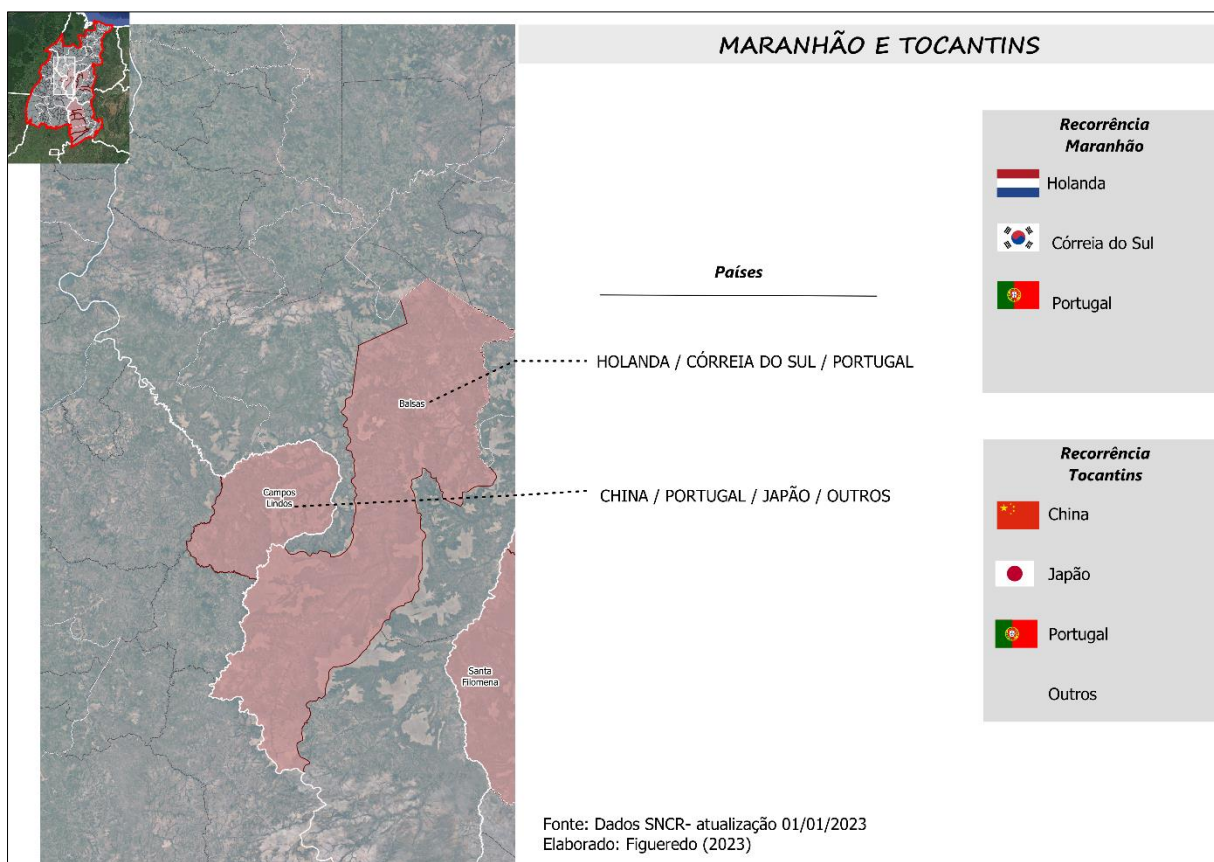 MARANHÃO E TOCANTINS
Recorrência
Maranhão
Holanda
Córreia do Sul
Portugal
Países
HOLANDA / CÓRREIA DO SUL / PORTUGAL
Balsas
CHINA / PORTUGAL / JAPÃO / OUTROS
Campos
Lindos
Recorrência
Tocantins
China
Japão
Portugal
Outros
Santa
Filomena
Fonte: Dados SNCR- atualização 01/01/2023
Elaborado: Figueredo (2023)